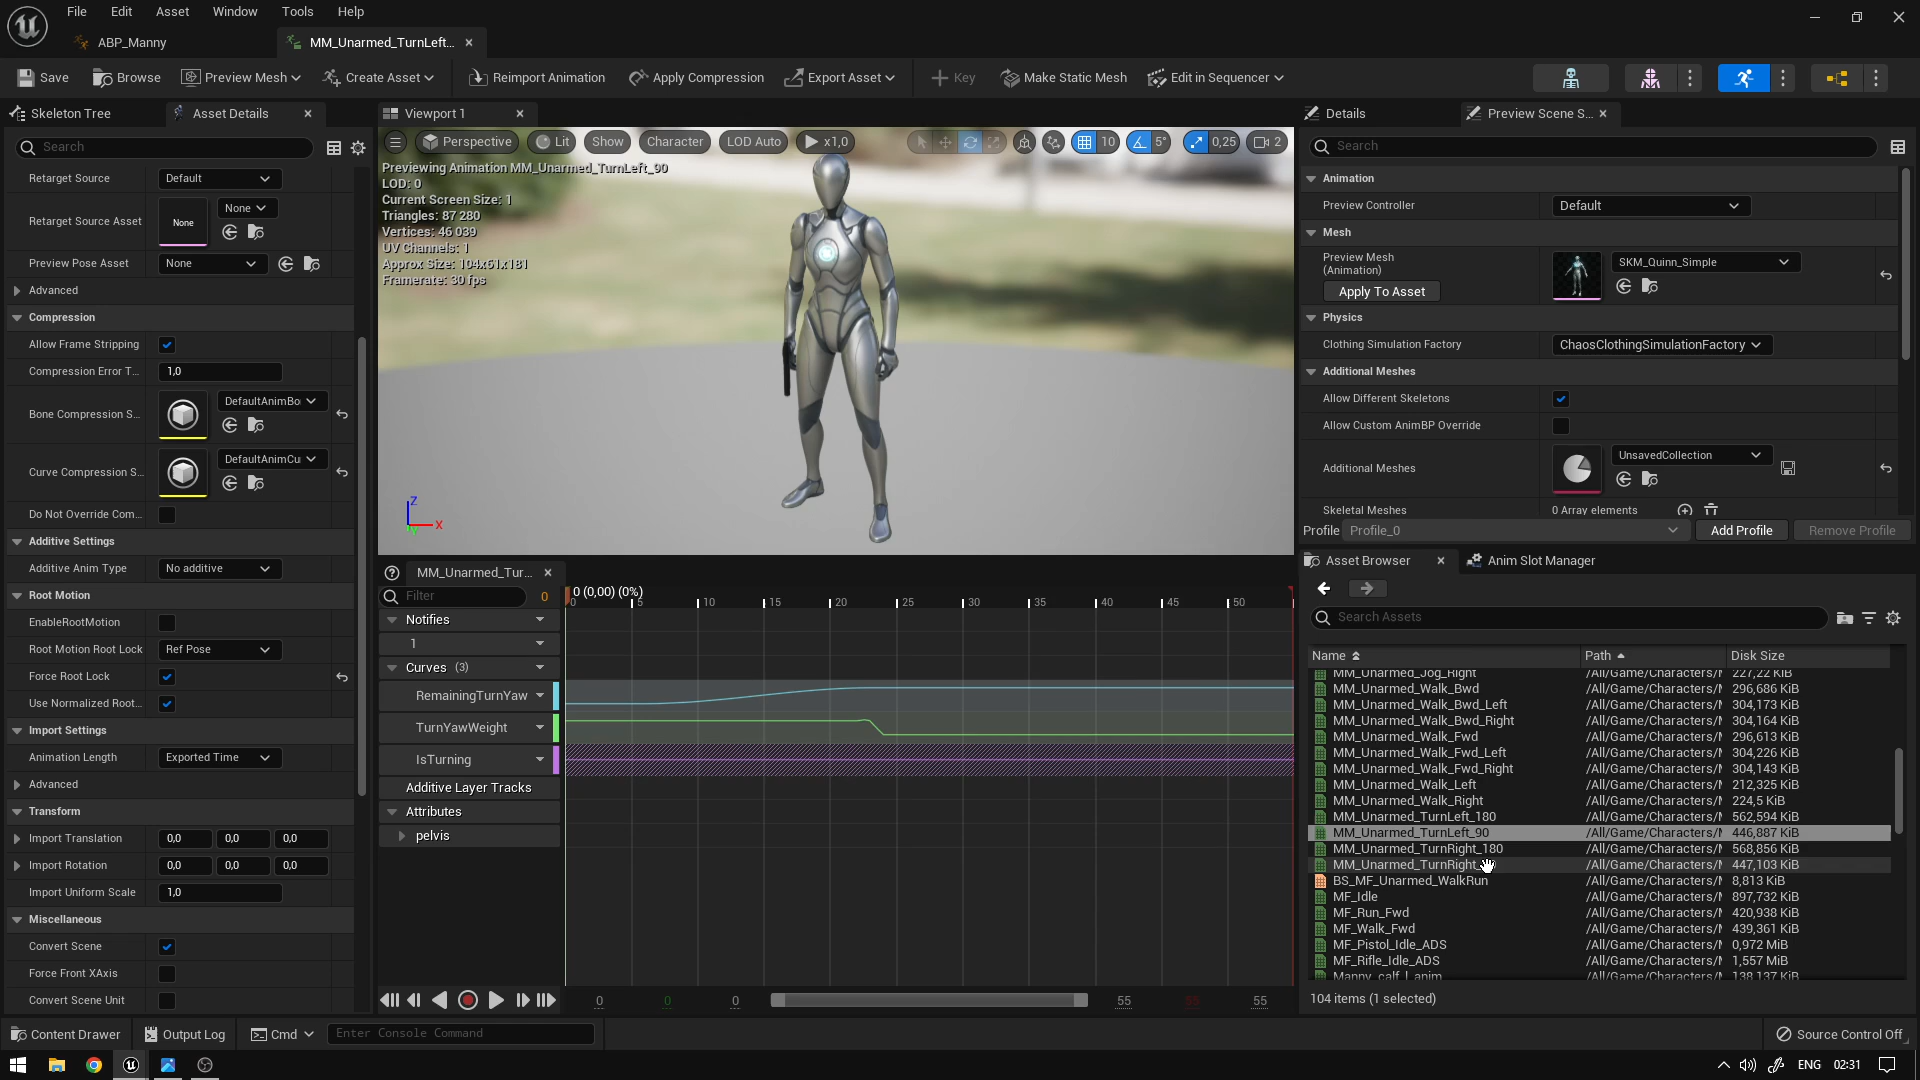 File Edit Asset Window Tools Help
ABP_Manny
MM_Unarmed_TurnLeft...
Save Browse Preview Mesh Create Asset Reimport Animation Apply Compression Export Asset Key Make Static Mesh Edit in Sequencer
Skeleton Tree Asset Details
Search
Retarget Source Default
Retarget Source Asset None None
Preview Pose Asset None
Advanced
Compression
Allow Frame Stripping
Compression Error T... 1,0
Bone Compression S... DefaultAnimBo
Curve Compression S... DefaultAnimCu
Do Not Override Com...
Additive Settings
Additive Anim Type No additive
Root Motion
EnableRootMotion
Root Motion Root Lock Ref Pose
Force Root Lock
Use Normalized Root...
Import Settings
Animation Length Exported Time
Advanced
Transform
Import Translation 0,0 0,0 0,0
Import Rotation 0,0 0,0 0,0
Import Uniform Scale 1,0
Miscellaneous
Convert Scene
Force Front XAxis
Convert Scene Unit
Viewport 1
Perspective Lit Show Character LOD Auto x1,0 10 5° 0,25 2
Previewing Animation MM_Unarmed_TurnLeft_90
LOD: 0
Current Screen Size: 1
Triangles: 87 280
Vertices: 46 039
UV Channels: 1
Approx Size: 104x61x181
Framerate: 30 fps
Z
X
MM_Unarmed_Tur...
Filter 0
0 (0,00) (0%)
0 5 10 15 20 25 30 35 40 45 50
Notifies
1
Curves (3)
RemainingTurnYaw
TurnYawWeight
IsTurning
Additive Layer Tracks
Attributes
pelvis
0 0 0 55 55 55
Details Preview Scene S...
Search
Animation
Preview Controller Default
Mesh
Preview Mesh
(Animation)
SKM_Quinn_Simple
Apply To Asset
Physics
Clothing Simulation Factory ChaosClothingSimulationFactory
Additional Meshes
Allow Different Skeletons
Allow Custom AnimBP Override
Additional Meshes UnsavedCollection
Skeletal Meshes 0 Array elements
Profile Profile_0 Add Profile Remove Profile
Asset Browser Anim Slot Manager
Search Assets
Name Path Disk Size
MM_Unarmed_Jog_Right /All/Game/Characters/ 227,22 KiB
MM_Unarmed_Walk_Bwd /All/Game/Characters/ 296,686 KiB
MM_Unarmed_Walk_Bwd_Left /All/Game/Characters/ 304,173 KiB
MM_Unarmed_Walk_Bwd_Right /All/Game/Characters/ 304,164 KiB
MM_Unarmed_Walk_Fwd /All/Game/Characters/ 296,613 KiB
MM_Unarmed_Walk_Fwd_Left /All/Game/Characters/ 304,226 KiB
MM_Unarmed_Walk_Fwd_Right /All/Game/Characters/ 304,143 KiB
MM_Unarmed_Walk_Left /All/Game/Characters/ 212,325 KiB
MM_Unarmed_Walk_Right /All/Game/Characters/ 224,5 KiB
MM_Unarmed_TurnLeft_180 /All/Game/Characters/ 562,594 KiB
MM_Unarmed_TurnLeft_90 /All/Game/Characters/ 446,887 KiB
MM_Unarmed_TurnRight_180 /All/Game/Characters/ 568,856 KiB
MM_Unarmed_TurnRight_ /All/Game/Characters/ 447,103 KiB
BS_MF_Unarmed_WalkRun /All/Game/Characters/ 8,813 KiB
MF_Idle /All/Game/Characters/ 897,732 KiB
MF_Run_Fwd /All/Game/Characters/ 420,938 KiB
MF_Walk_Fwd /All/Game/Characters/ 439,361 KiB
MF_Pistol_Idle_ADS /All/Game/Characters/ 0,972 MiB
MF_Rifle_Idle_ADS /All/Game/Characters/ 1,557 MiB
Manny_calf_l_anim /All/Game/Characters/ 138,137 KiB
104 items (1 selected)
Content Drawer Output Log Cmd Enter Console Command Source Control Off
ENG 02:31